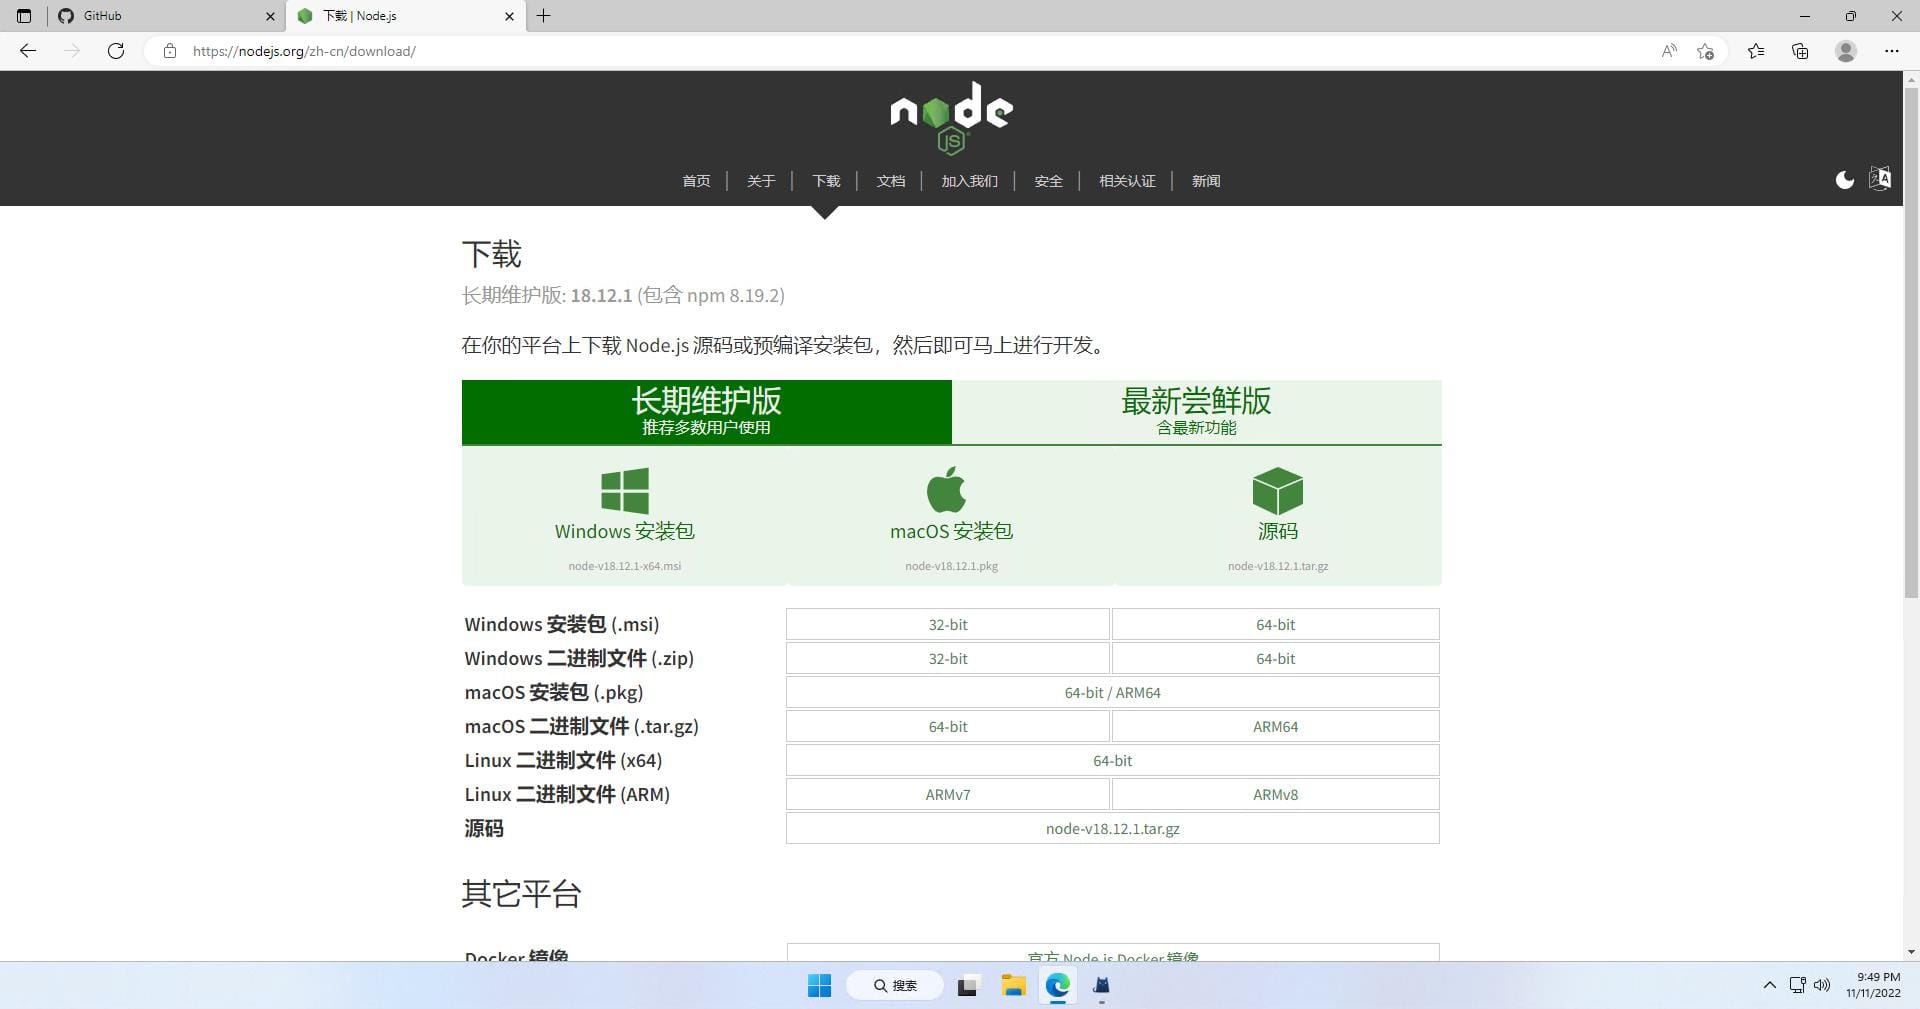 GitHub
下载 | Node.js
https://nodejs.org/zh-cn/download/
node
JS
首页 | 关于 | 下载 | 文档 | 加入我们 | 安全 | 相关认证 | 新闻
下载
长期维护版: 18.12.1 (包含 npm 8.19.2)
在你的平台上下载 Node.js 源码或预编译安装包，然后即可马上进行开发。
长期维护版
推荐多数用户使用
最新尝鲜版
含最新功能
Windows 安装包
node-v18.12.1-x64.msi
macOS 安装包
node-v18.12.1.pkg
源码
node-v18.12.1.tar.gz
Windows 安装包 (.msi) 32-bit 64-bit
Windows 二进制文件 (.zip) 32-bit 64-bit
macOS 安装包 (.pkg) 64-bit / ARM64
macOS 二进制文件 (.tar.gz) 64-bit ARM64
Linux 二进制文件 (x64) 64-bit
Linux 二进制文件 (ARM) ARMv7 ARMv8
源码 node-v18.12.1.tar.gz
其它平台
Docker 镜像 官方 Node.js Docker 镜像
搜索
9:49 PM
11/11/2022